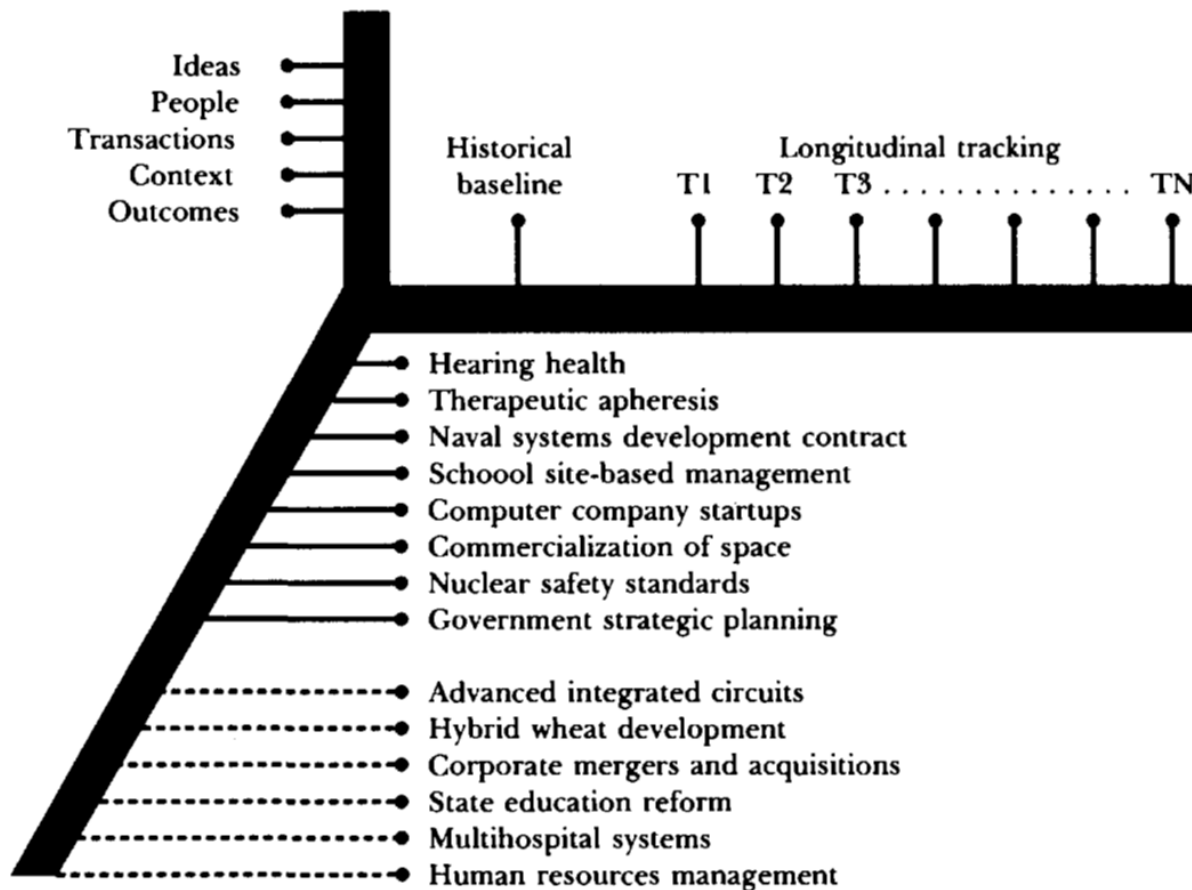 Ideas
People
Transactions
Context
Outcomes
Historical
baseline
Longitudinal tracking
T1 T2 T3 . . . . . . . . . . . . . . TN
Hearing health
Therapeutic apheresis
Naval systems development contract
Schoool site-based management
Computer company startups
Commercialization of space
Nuclear safety standards
Government strategic planning
Advanced integrated circuits
Hybrid wheat development
Corporate mergers and acquisitions
State education reform
Multihospital systems
Human resources management